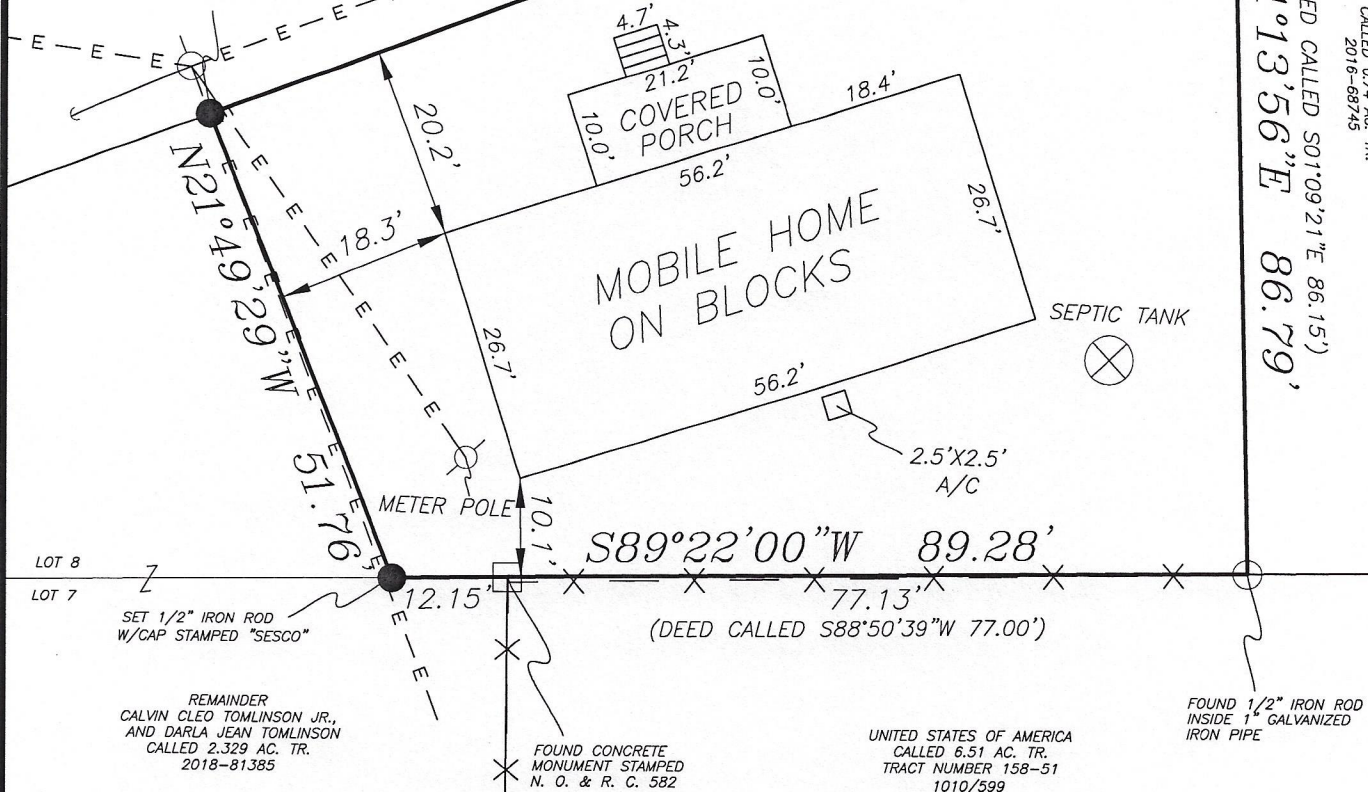 E E E E E
4.7'
4.3'
21.2'
10.0'
10.0'
COVERED
PORCH
18.4'
56.2'
20.2'
18.3'
26.7'
26.7'
MOBILE HOME
ON BLOCKS
56.2'
N21°49'29"W 51.76'
METER POLE
SEPTIC TANK
2.5'X2.5'
A/C
10.1'
2016-68745
CALLED S01°09'21"E 86.15')
13'56"E 86.79'
S89°22'00"W 89.28'
LOT 8
LOT 7
12.15'
77.13'
(DEED CALLED S88°50'39"W 77.00')
SET 1/2" IRON ROD
W/CAP STAMPED "SESCO"
REMAINDER
CALVIN CLEO TOMLINSON JR.,
AND DARLA JEAN TOMLINSON
CALLED 2.329 AC. TR.
2018-81385
FOUND CONCRETE
MONUMENT STAMPED
N. O. & R. C. 582
UNITED STATES OF AMERICA
CALLED 6.51 AC. TR.
TRACT NUMBER 158-51
1010/599
FOUND 1/2" IRON ROD
INSIDE 1" GALVANIZED
IRON PIPE